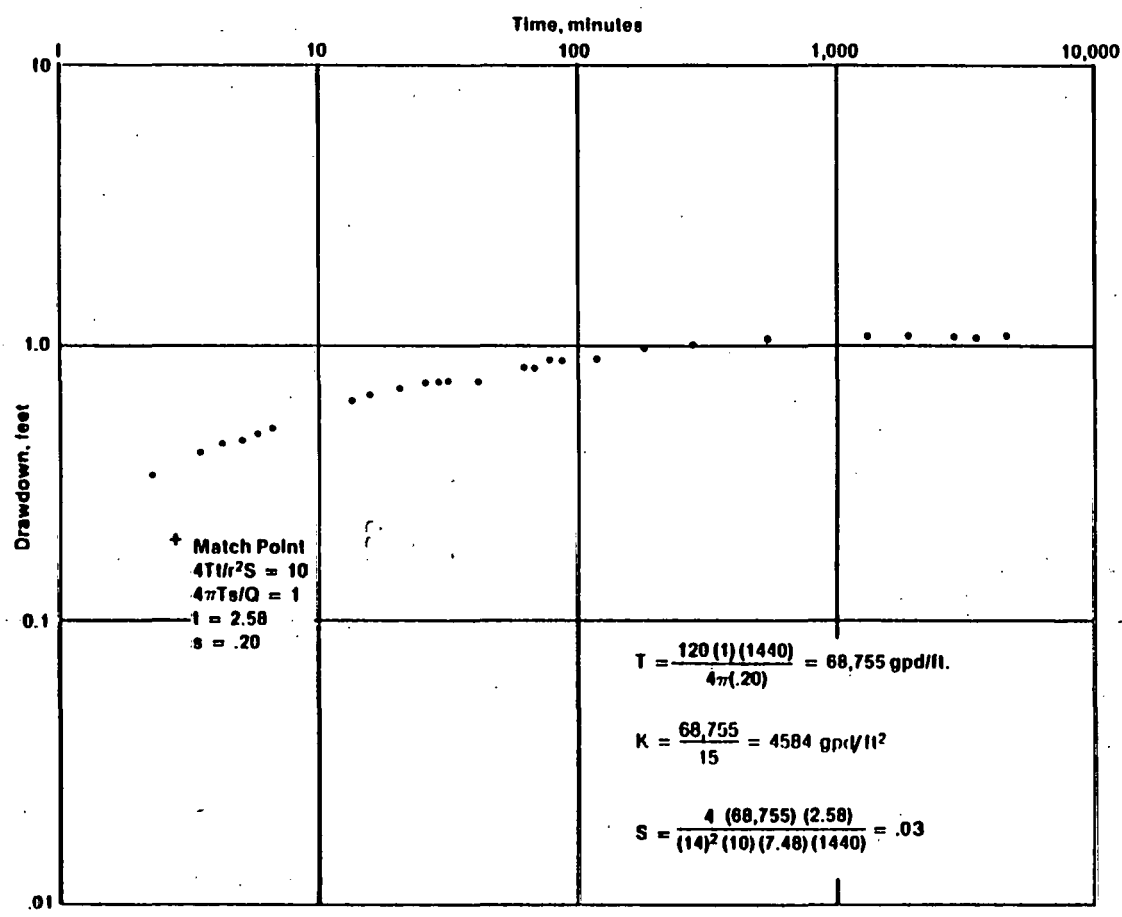 Time, minutes
1 10 100 1,000 10,000
10
1.0
0.1
.01
Drawdown, feet
+ Match Point
4Tt/r²S = 10
4πTs/Q = 1
t = 2.58
s = .20
T = 120 (1) (1440) / 4π(.20) = 68,755 gpd/ft.
K = 68,755 / 15 = 4584 gpd/ft²
S = 4 (68,755) (2.58) / (14)² (10) (7.48) (1440) = .03